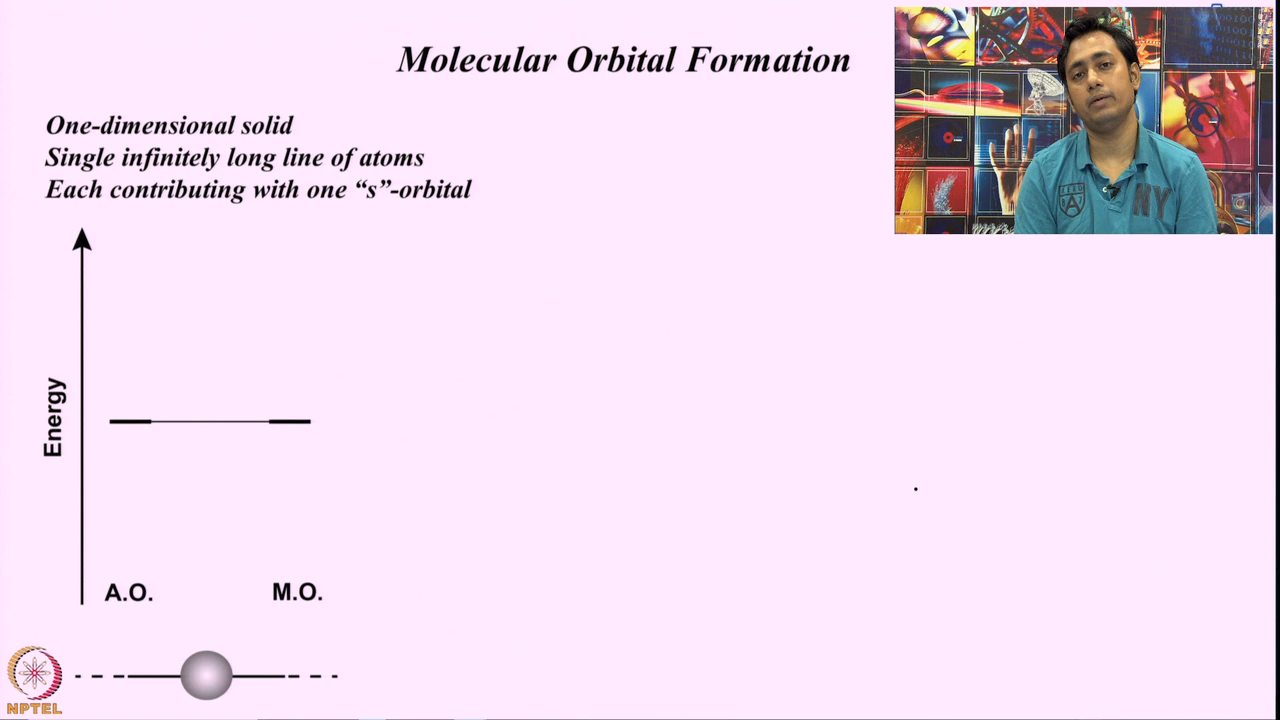 Molecular Orbital Formation
One-dimensional solid
Single infinitely long line of atoms
Each contributing with one “s”-orbital
Energy
A.O.
M.O.
NPTEL
NY